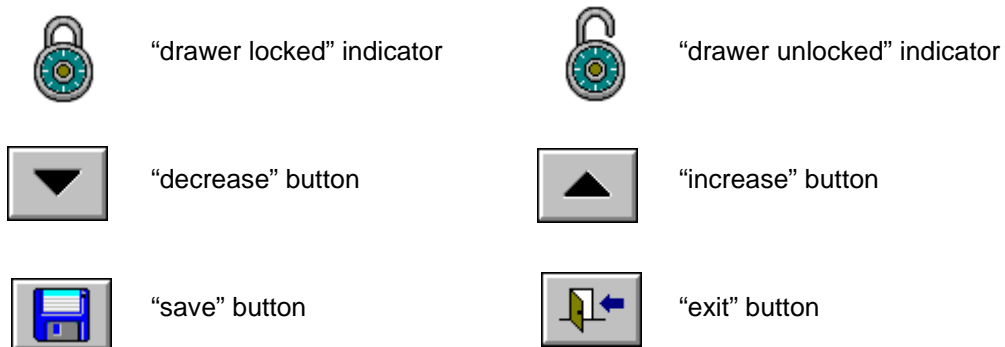 “drawer locked” indicator
“drawer unlocked” indicator
“decrease” button
“increase” button
“save” button
“exit” button